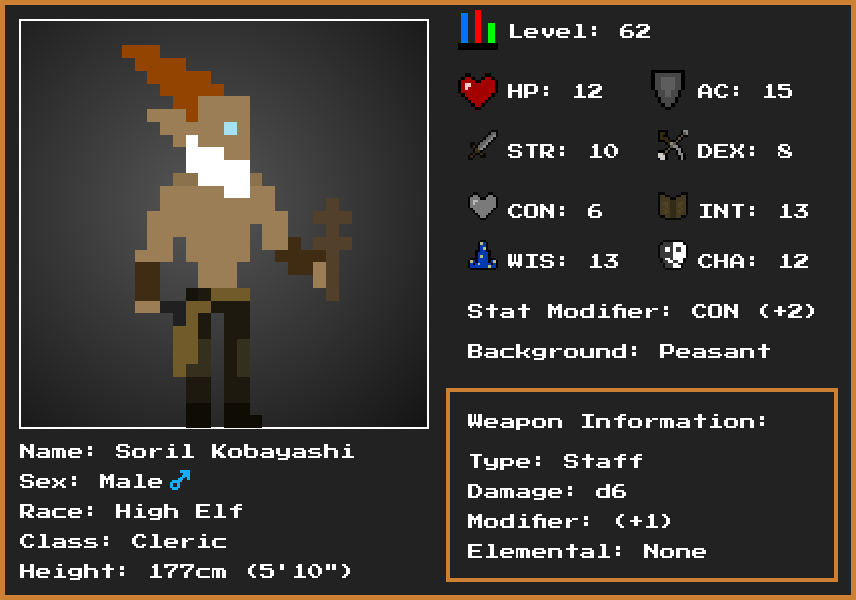 Level: 62
HP: 12 AC: 15
STR: 10 DEX: 8
CON: 6 INT: 13
WIS: 13 CHA: 12
Stat Modifier: CON (+2)
Background: Peasant
Weapon Information:
Type: Staff
Damage: d6
Modifier: (+1)
Elemental: None
Name: Soril Kobayashi
Sex: Male♂
Race: High Elf
Class: Cleric
Height: 177cm (5'10")